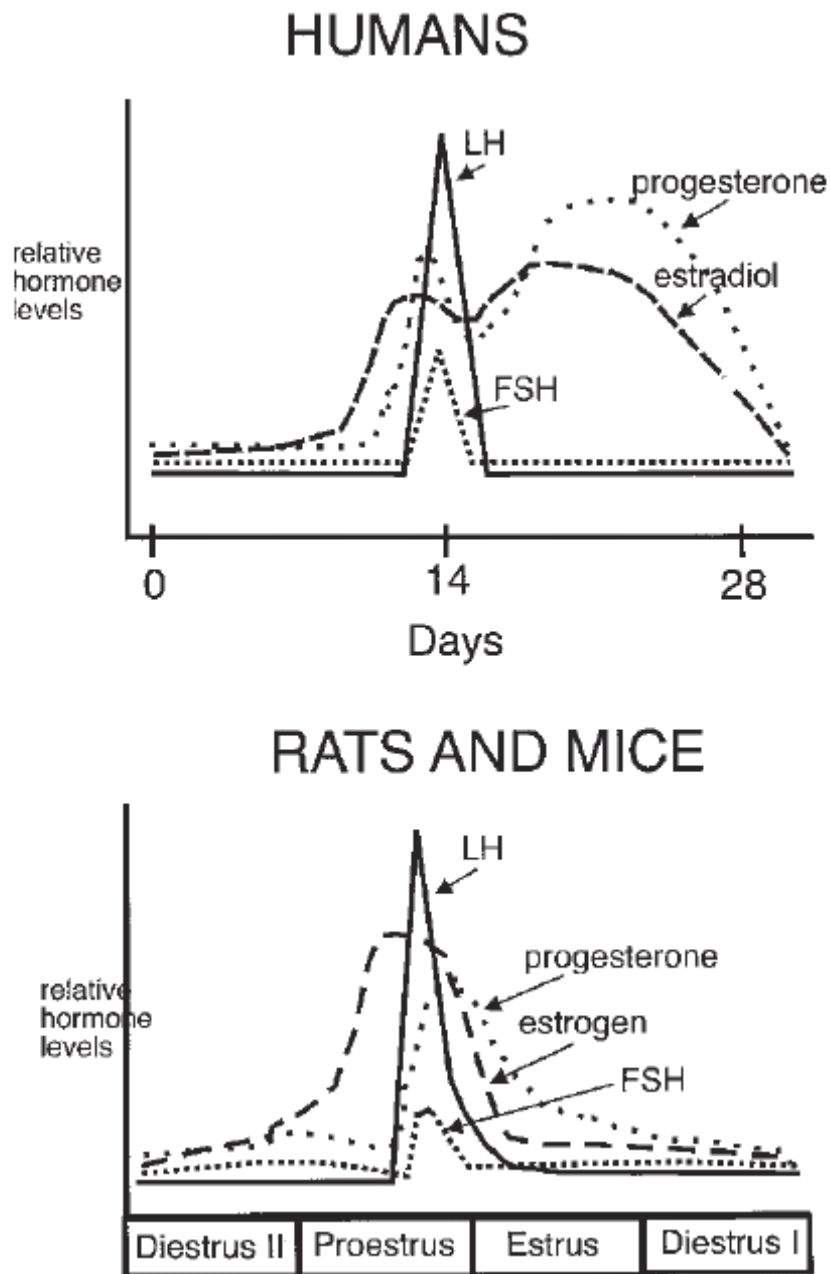 HUMANS
LH
progesterone
relative
hormone
levels
estradiol
FSH
0 14 28
Days
RATS AND MICE
LH
progesterone
relative
hormone
levels
estrogen
FSH
Diestrus II Proestrus Estrus Diestrus I